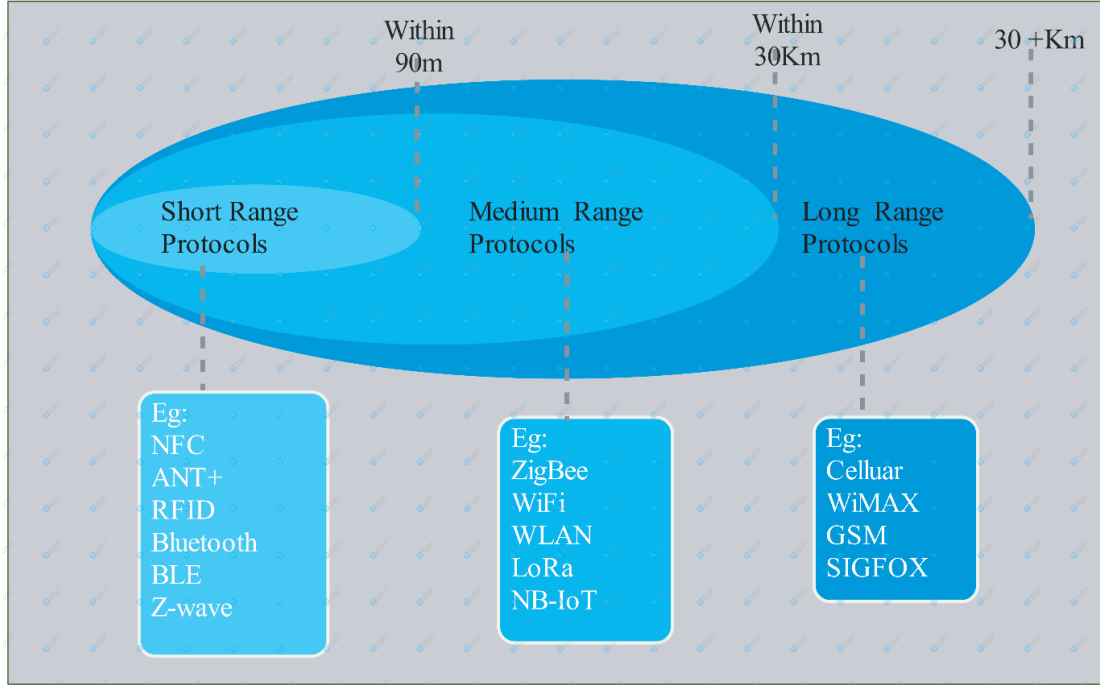 Within
90m
Within
30Km
30 +Km
Short Range
Protocols
Medium Range
Protocols
Long Range
Protocols
Eg:
NFC
ANT+
RFID
Bluetooth
BLE
Z-wave
Eg:
ZigBee
WiFi
WLAN
LoRa
NB-IoT
Eg:
Celluar
WiMAX
GSM
SIGFOX